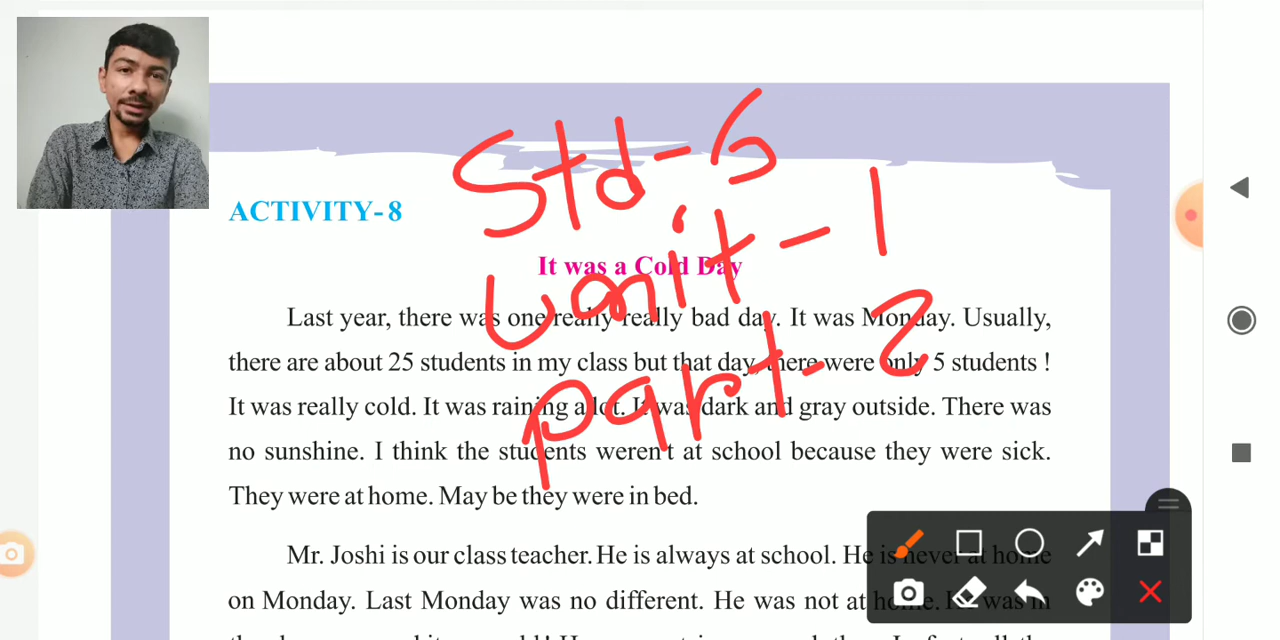 Std-6
ACTIVITY-8
unit-1
It was a Cold Day
Last year, there was one really really bad day. It was Monday. Usually,
there are about 25 students in my class but that day, there were only 5 students !
part-2
It was really cold. It was raining a lot. It was dark and gray outside. There was
no sunshine. I think the students weren't at school because they were sick.
They were at home. May be they were in bed.
Mr. Joshi is our class teacher. He is always at school. He is never at home
on Monday. Last Monday was no different. He was not at home. He was in